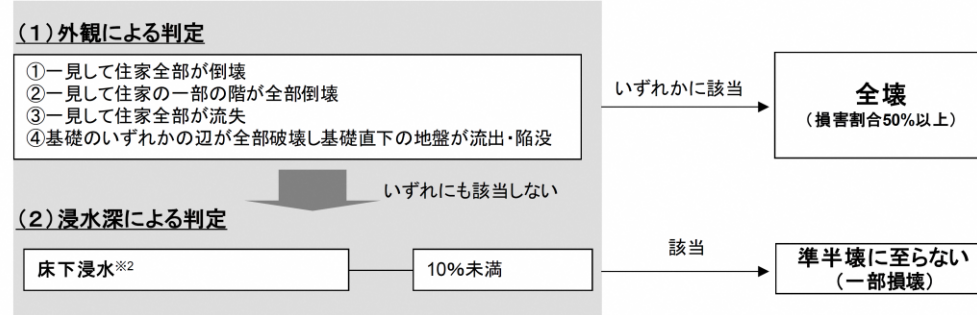 (1)外観による判定
①一見して住家全部が倒壊
②一見して住家の一部の階が全部倒壊
③一見して住家全部が流失
④基礎のいずれかの辺が全部破壊し基礎直下の地盤が流出・陥没
いずれかに該当
全壊
(損害割合50%以上)
いずれにも該当しない
(2)浸水深による判定
床下浸水※2
10%未満
該当
準半壊に至らない
(一部損壊)